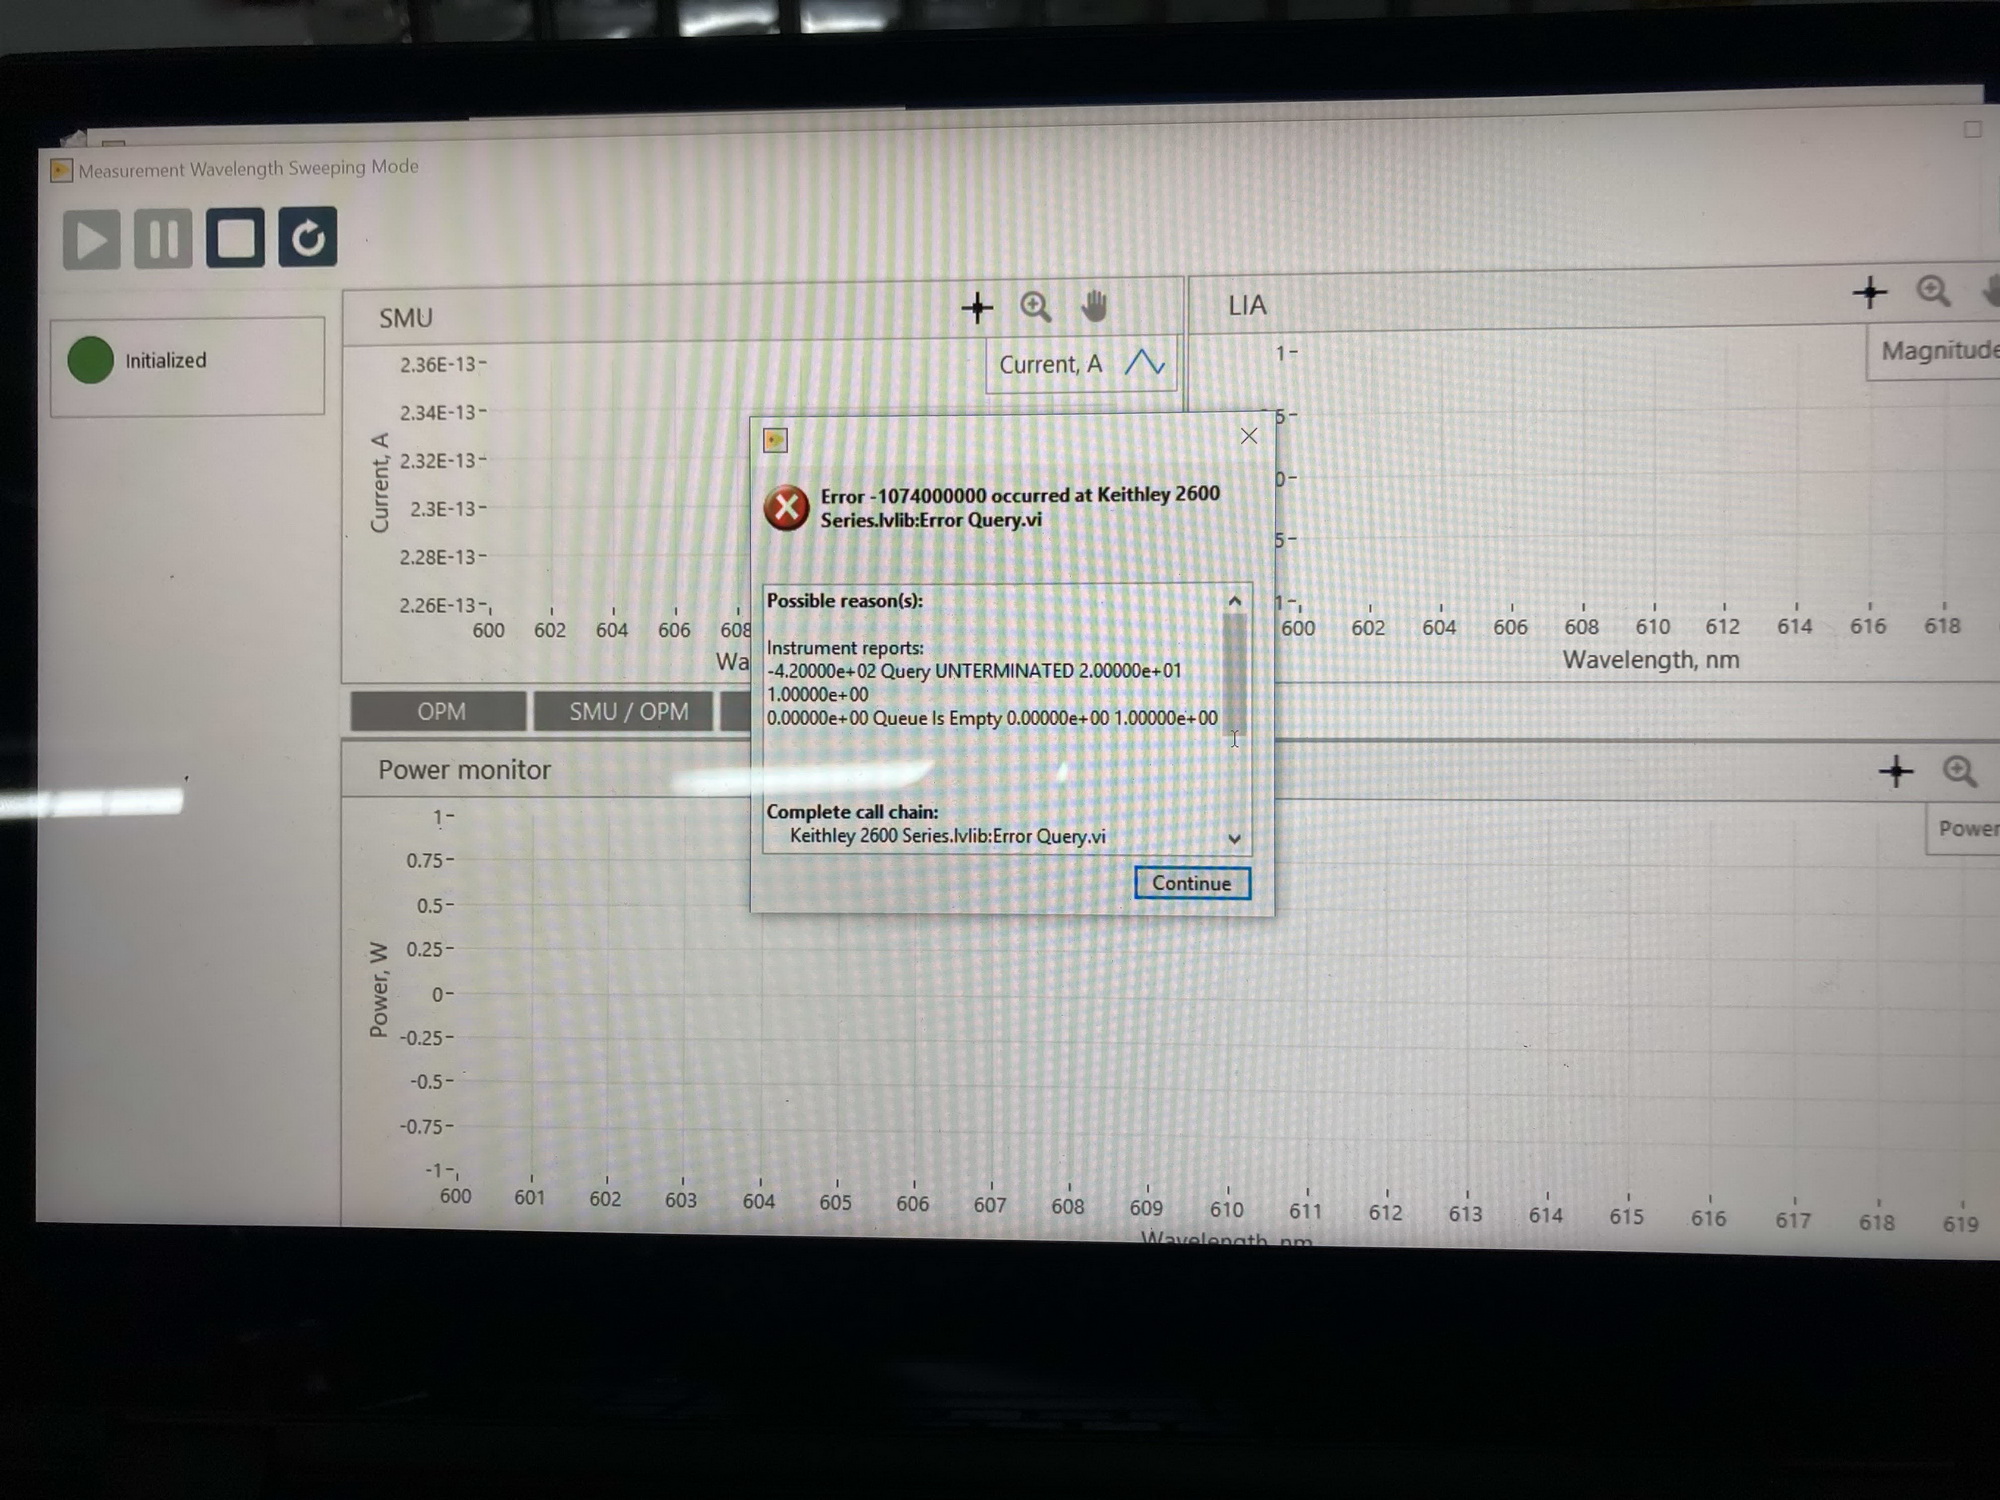 Measurement Wavelength Sweeping Mode
Initialized
SMU
Current, A
2.36E-13
2.34E-13
2.32E-13
2.3E-13
2.28E-13
2.26E-13
Current, A
600 602 604 606 608
Wa
LIA
Magnitude
1
5
0
5
1
600 602 604 606 608 610 612 614 616 618
Wavelength, nm
Error -1074000000 occurred at Keithley 2600
Series.lvlib:Error Query.vi
Possible reason(s):
Instrument reports:
-4.20000e+02 Query UNTERMINATED 2.00000e+01
1.00000e+00
0.00000e+00 Queue Is Empty 0.00000e+00 1.00000e+00
Complete call chain:
Keithley 2600 Series.lvlib:Error Query.vi
Continue
OPM
SMU / OPM
Power monitor
Power
1
0.75
0.5
0.25
0
-0.25
-0.5
-0.75
-1
Power, W
600 601 602 603 604 605 606 607 608 609 610 611 612 613 614 615 616 617 618 619
Wavelength, nm